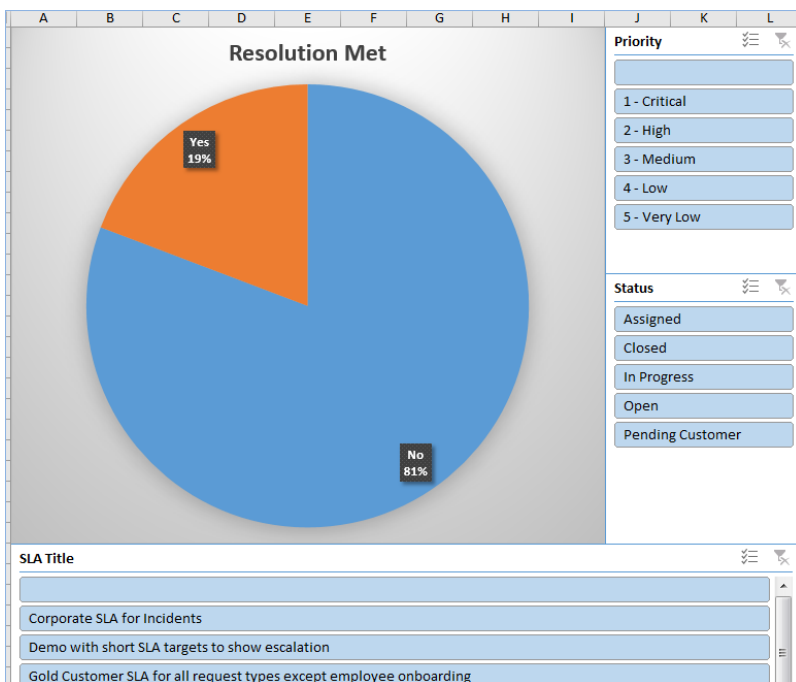 A B C D E F G H I J K L
Resolution Met
Yes
19%
No
81%
Priority
1 - Critical
2 - High
3 - Medium
4 - Low
5 - Very Low
Status
Assigned
Closed
In Progress
Open
Pending Customer
SLA Title
Corporate SLA for Incidents
Demo with short SLA targets to show escalation
Gold Customer SLA for all request types except employee onboarding